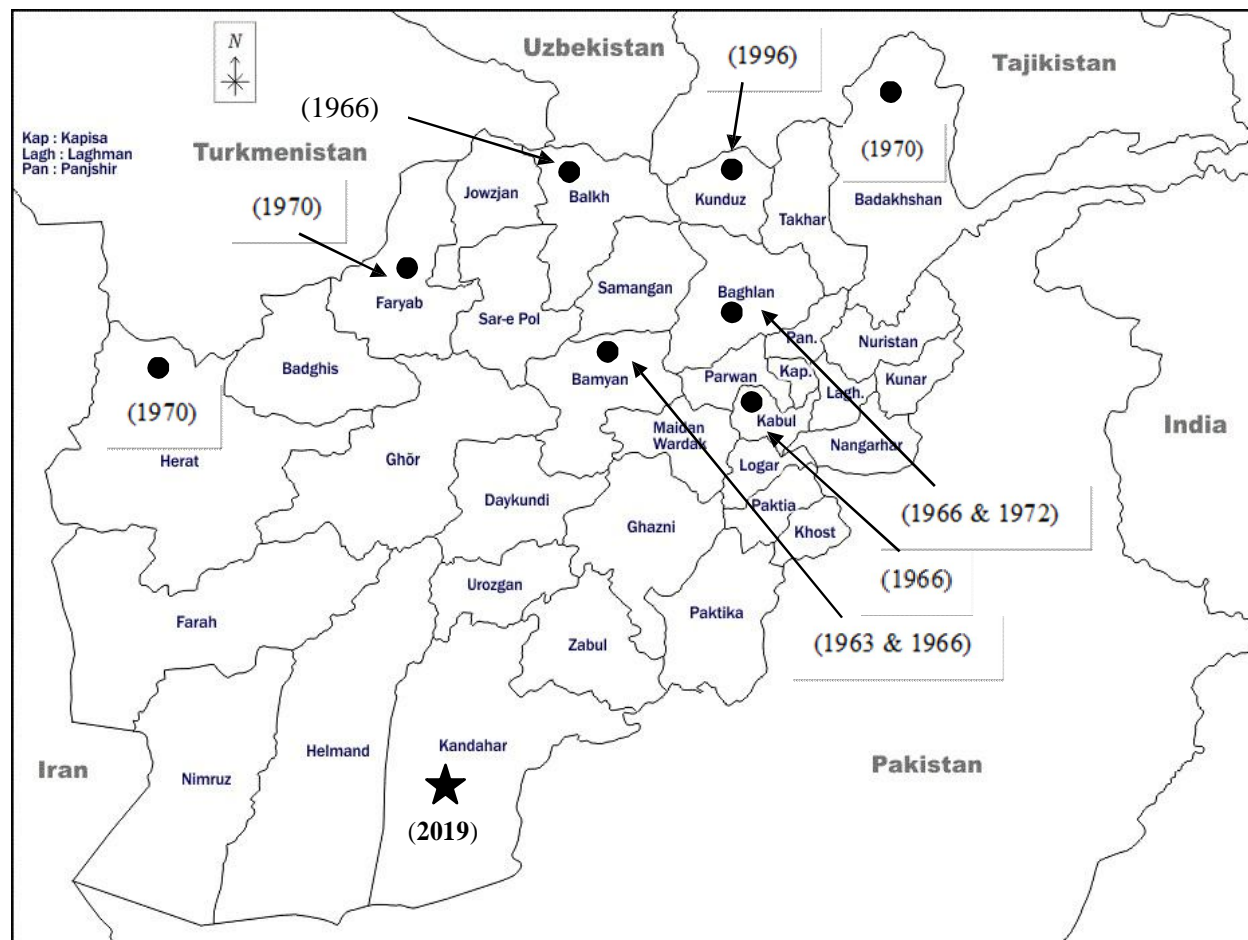 Uzbekistan
N
(1996)
Tajikistan
(1966)
Kap : Kapisa
Lagh : Laghman
Pan : Panjshir
Turkmenistan
(1970)
(1970)
Jowzjan
Balkh
Kunduz
Takhar
Badakhshan
Faryab
Samangan
Baghlan
Sar-e Pol
Pan.
Nuristan
Badghis
Bamyan
Parwan
Kap.
Kunar
Lagh.
(1970)
Kabul
India
Herat
Ghōr
Maidan
Wardak
Nangarhar
Logar
Daykundi
Paktia
Ghazni
Khost
(1966 & 1972)
Urozgan
(1966)
Farah
Paktika
Zabul
(1963 & 1966)
Kandahar
Helmand
Iran
Nimruz
Pakistan
(2019)